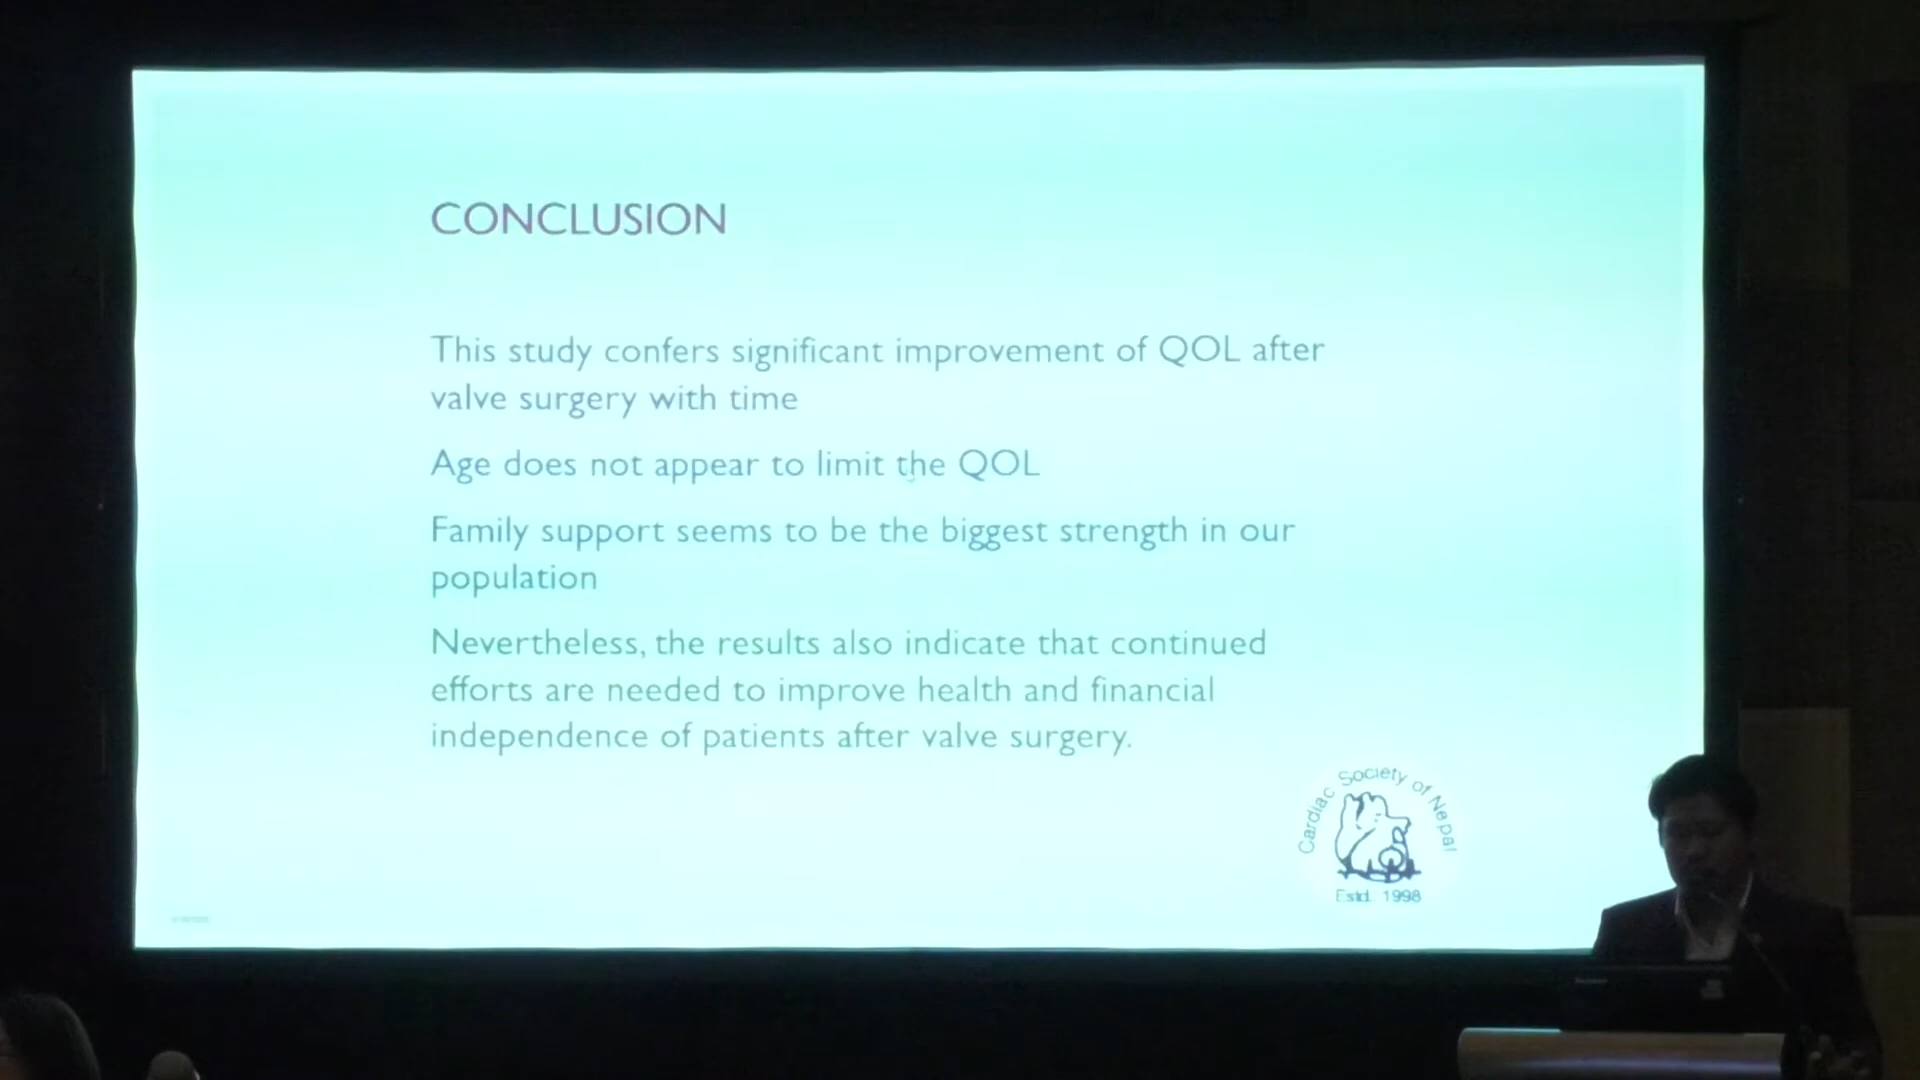 CONCLUSION
This study confers significant improvement of QOL after
valve surgery with time
Age does not appear to limit the QOL
Family support seems to be the biggest strength in our
population
Nevertheless, the results also indicate that continued
efforts are needed to improve health and financial
independence of patients after valve surgery.
Cardiac Society of Nepal
Estd. 1998